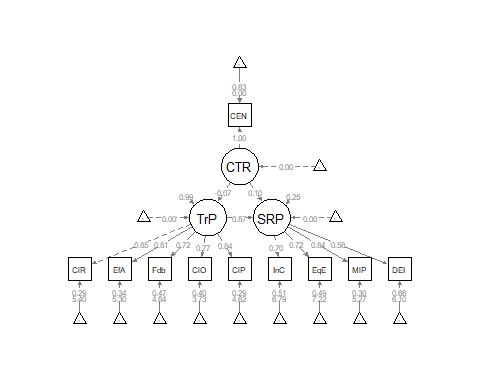 0.83
0.00
CEN
1.00
CTR
0.00
0.99
-0.07
0.10
0.25
0.00
TrP
0.87
SRP
0.00
0.85
0.81
0.72
0.77
0.84
0.70
0.72
0.84
0.58
CIR
EfA
Fdb
CIO
CIP
InC
EqE
MIP
DEI
0.29
0.34
0.47
0.40
0.29
0.51
0.49
0.30
0.66
5.40
5.30
4.84
3.73
4.82
6.79
7.22
5.27
6.70